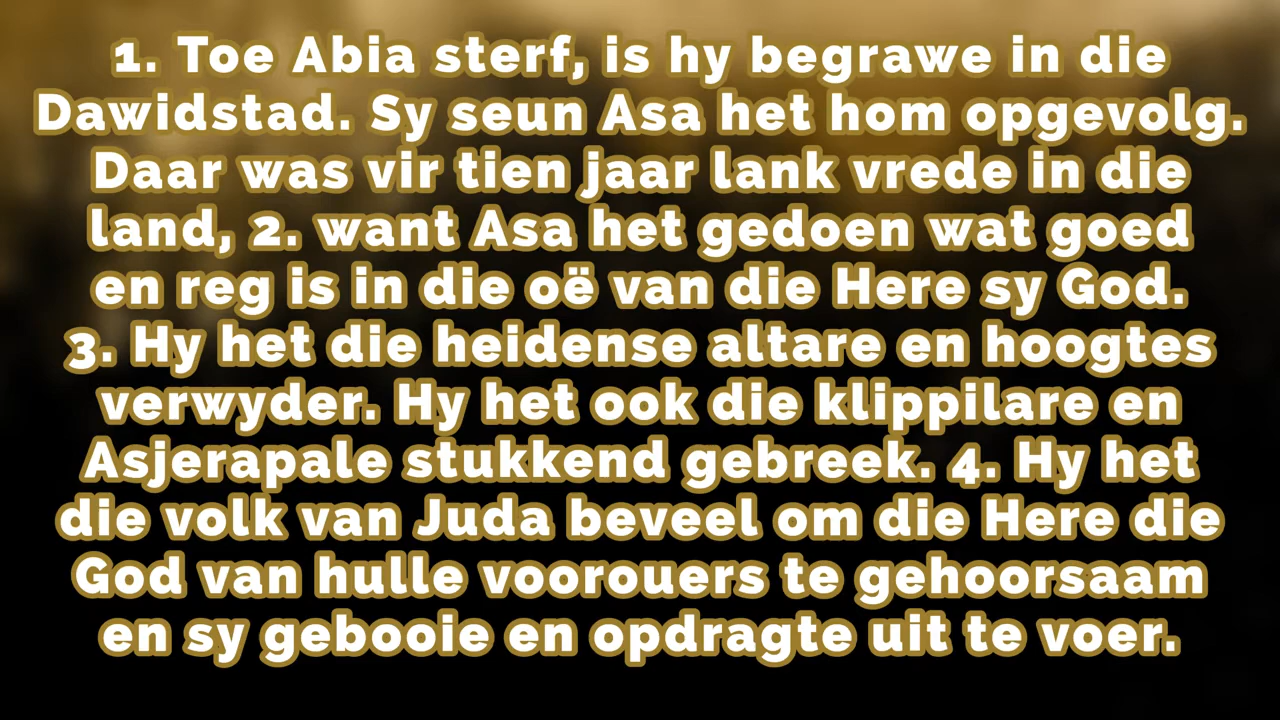 1. Toe Abia sterf, is hy begrawe in die
Dawidstad. Sy seun Asa het hom opgevolg.
Daar was vir tien jaar lank vrede in die
land, 2. want Asa het gedoen wat goed
en reg is in die oë van die Here sy God.
3. Hy het die heidense altare en hoogtes
verwyder. Hy het ook die klippilare en
Asjerapale stukkend gebreek. 4. Hy het
die volk van Juda beveel om die Here die
God van hulle voorouers te gehoorsaam
en sy gebooie en opdragte uit te voer.